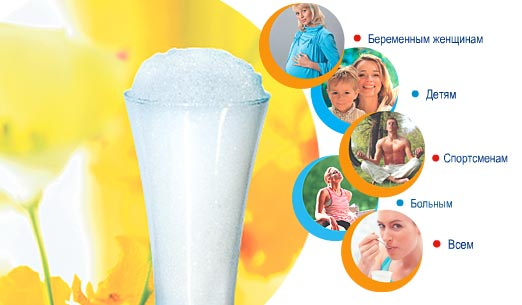 Беременным женщинам
Детям
Спортсменам
Больным
Всем